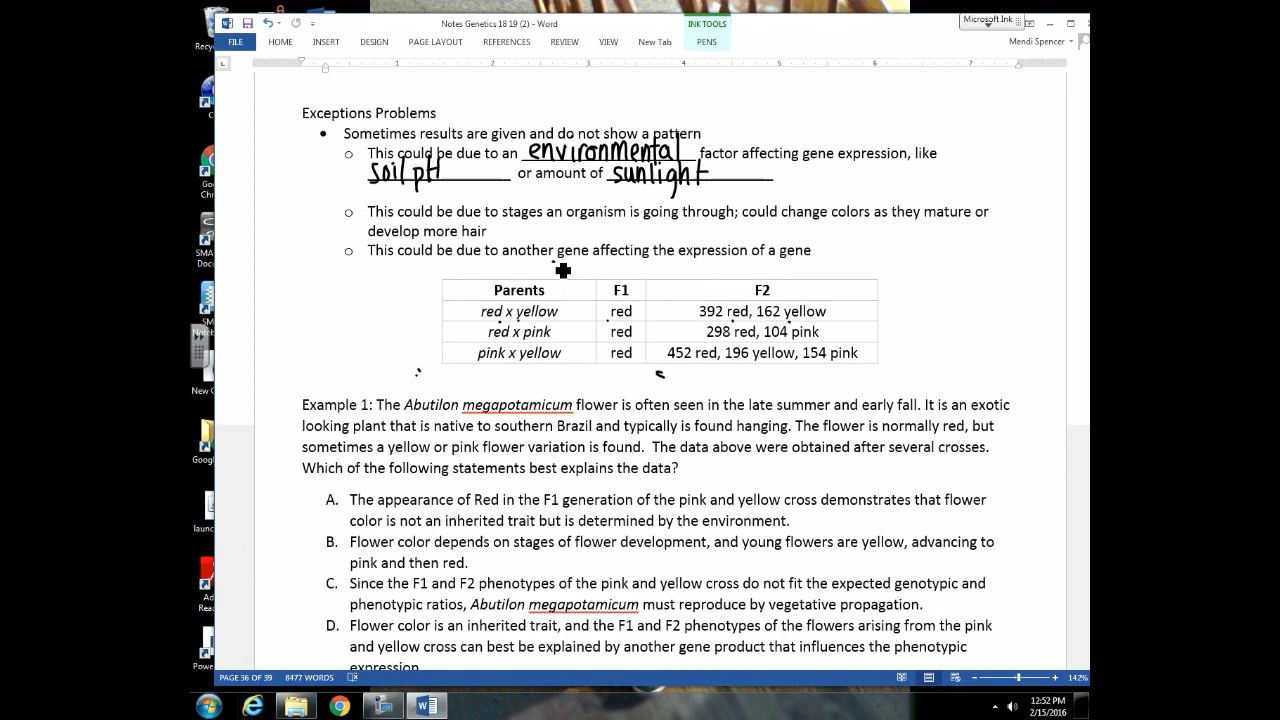 Notes Genetics 18 19 (2) - Word
INK TOOLS
Microsoft Ink
FILE HOME INSERT DESIGN PAGE LAYOUT REFERENCES REVIEW VIEW New Tab PENS
Mendi Spencer
1 2 3 4 5 6 7
Exceptions Problems
• Sometimes results are given and do not show a pattern
o This could be due to an environmental factor affecting gene expression, like
soil pH or amount of sunlight
o This could be due to stages an organism is going through; could change colors as they mature or
develop more hair
o This could be due to another gene affecting the expression of a gene
Parents F1 F2
red x yellow red 392 red, 162 yellow
red x pink red 298 red, 104 pink
pink x yellow red 452 red, 196 yellow, 154 pink
Example 1: The Abutilon megapotamicum flower is often seen in the late summer and early fall. It is an exotic
looking plant that is native to southern Brazil and typically is found hanging. The flower is normally red, but
sometimes a yellow or pink flower variation is found. The data above were obtained after several crosses.
Which of the following statements best explains the data?
A. The appearance of Red in the F1 generation of the pink and yellow cross demonstrates that flower
color is not an inherited trait but is determined by the environment.
B. Flower color depends on stages of flower development, and young flowers are yellow, advancing to
pink and then red.
C. Since the F1 and F2 phenotypes of the pink and yellow cross do not fit the expected genotypic and
phenotypic ratios, Abutilon megapotamicum must reproduce by vegetative propagation.
D. Flower color is an inherited trait, and the F1 and F2 phenotypes of the flowers arising from the pink
and yellow cross can best be explained by another gene product that influences the phenotypic
expression.
PAGE 36 OF 39 8477 WORDS
142%
12:52 PM
2/15/2016